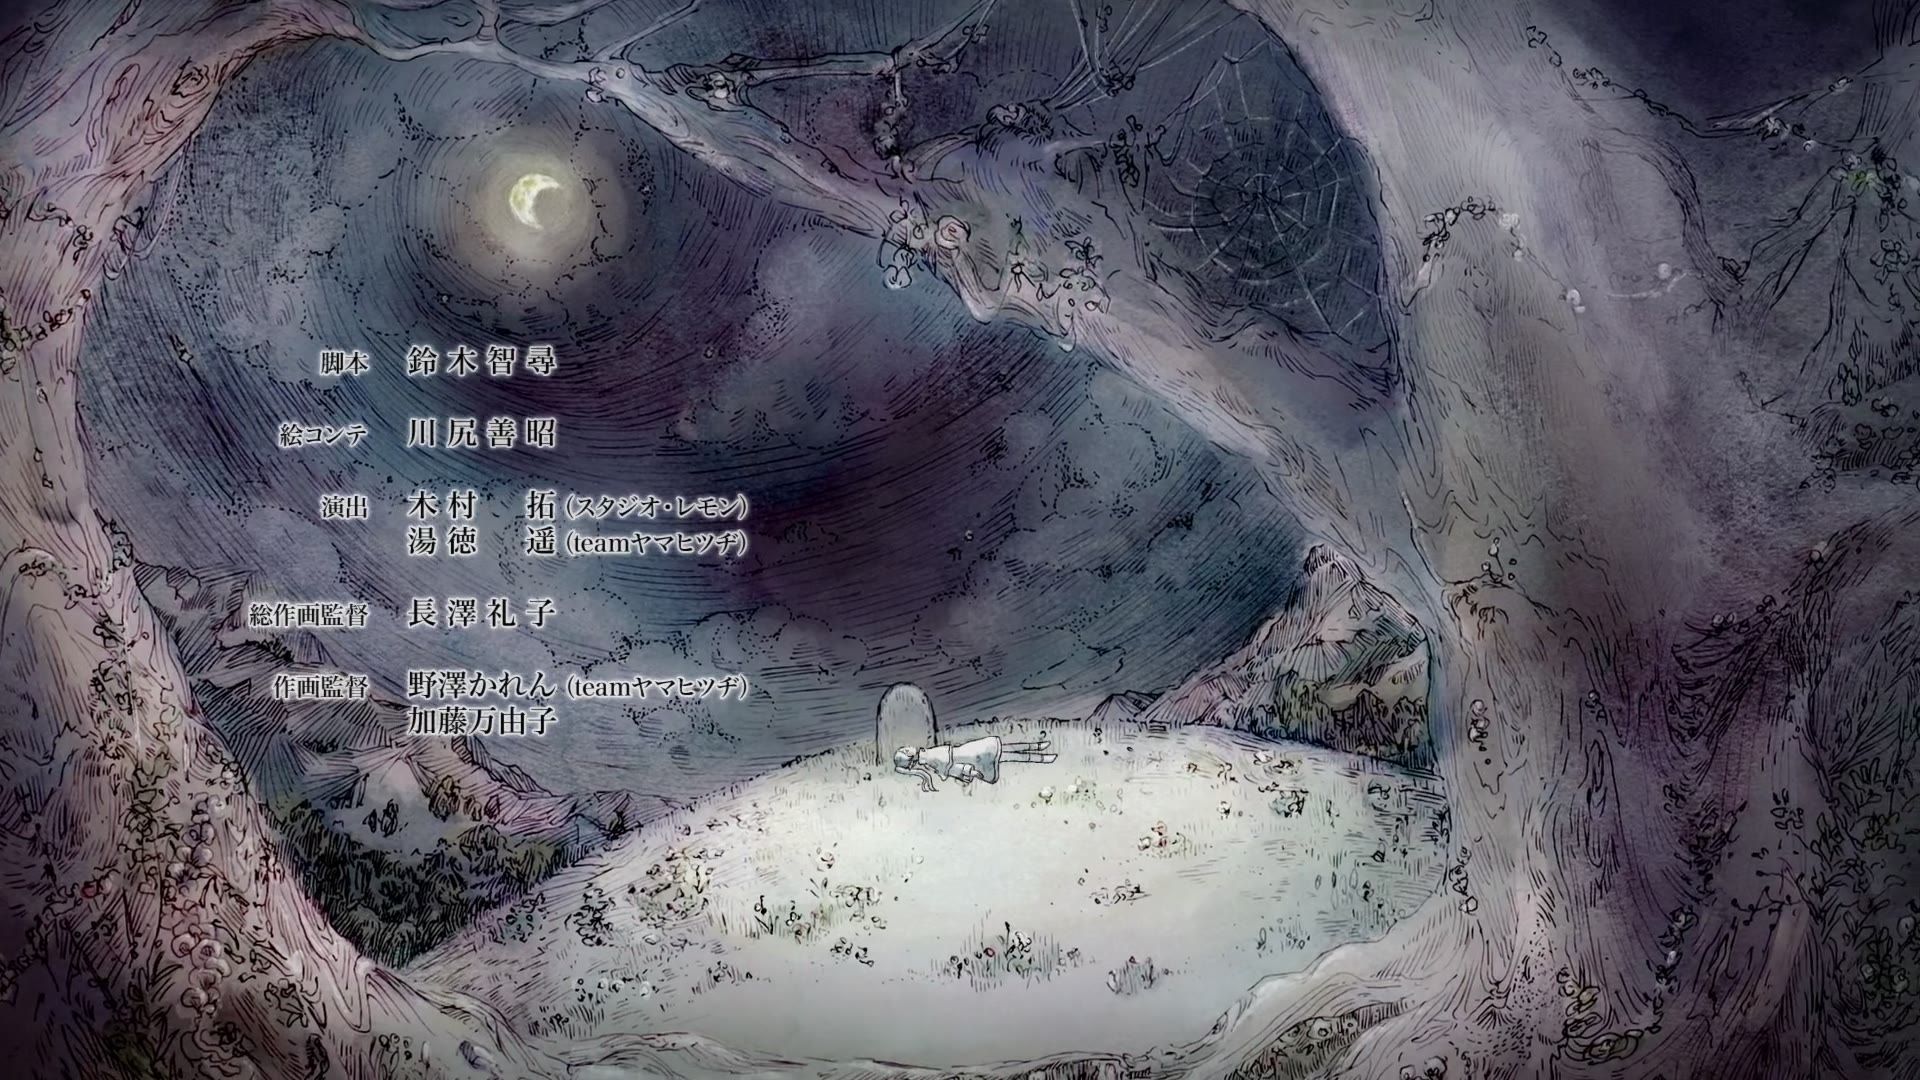 脚本 鈴木智尋
絵コンテ 川尻善昭
演出 木村 拓(スタジオ・レモン)
湯徳 遥(teamヤマヒツヂ)
総作画監督 長澤礼子
作画監督 野澤かれん(teamヤマヒツヂ)
加藤万由子